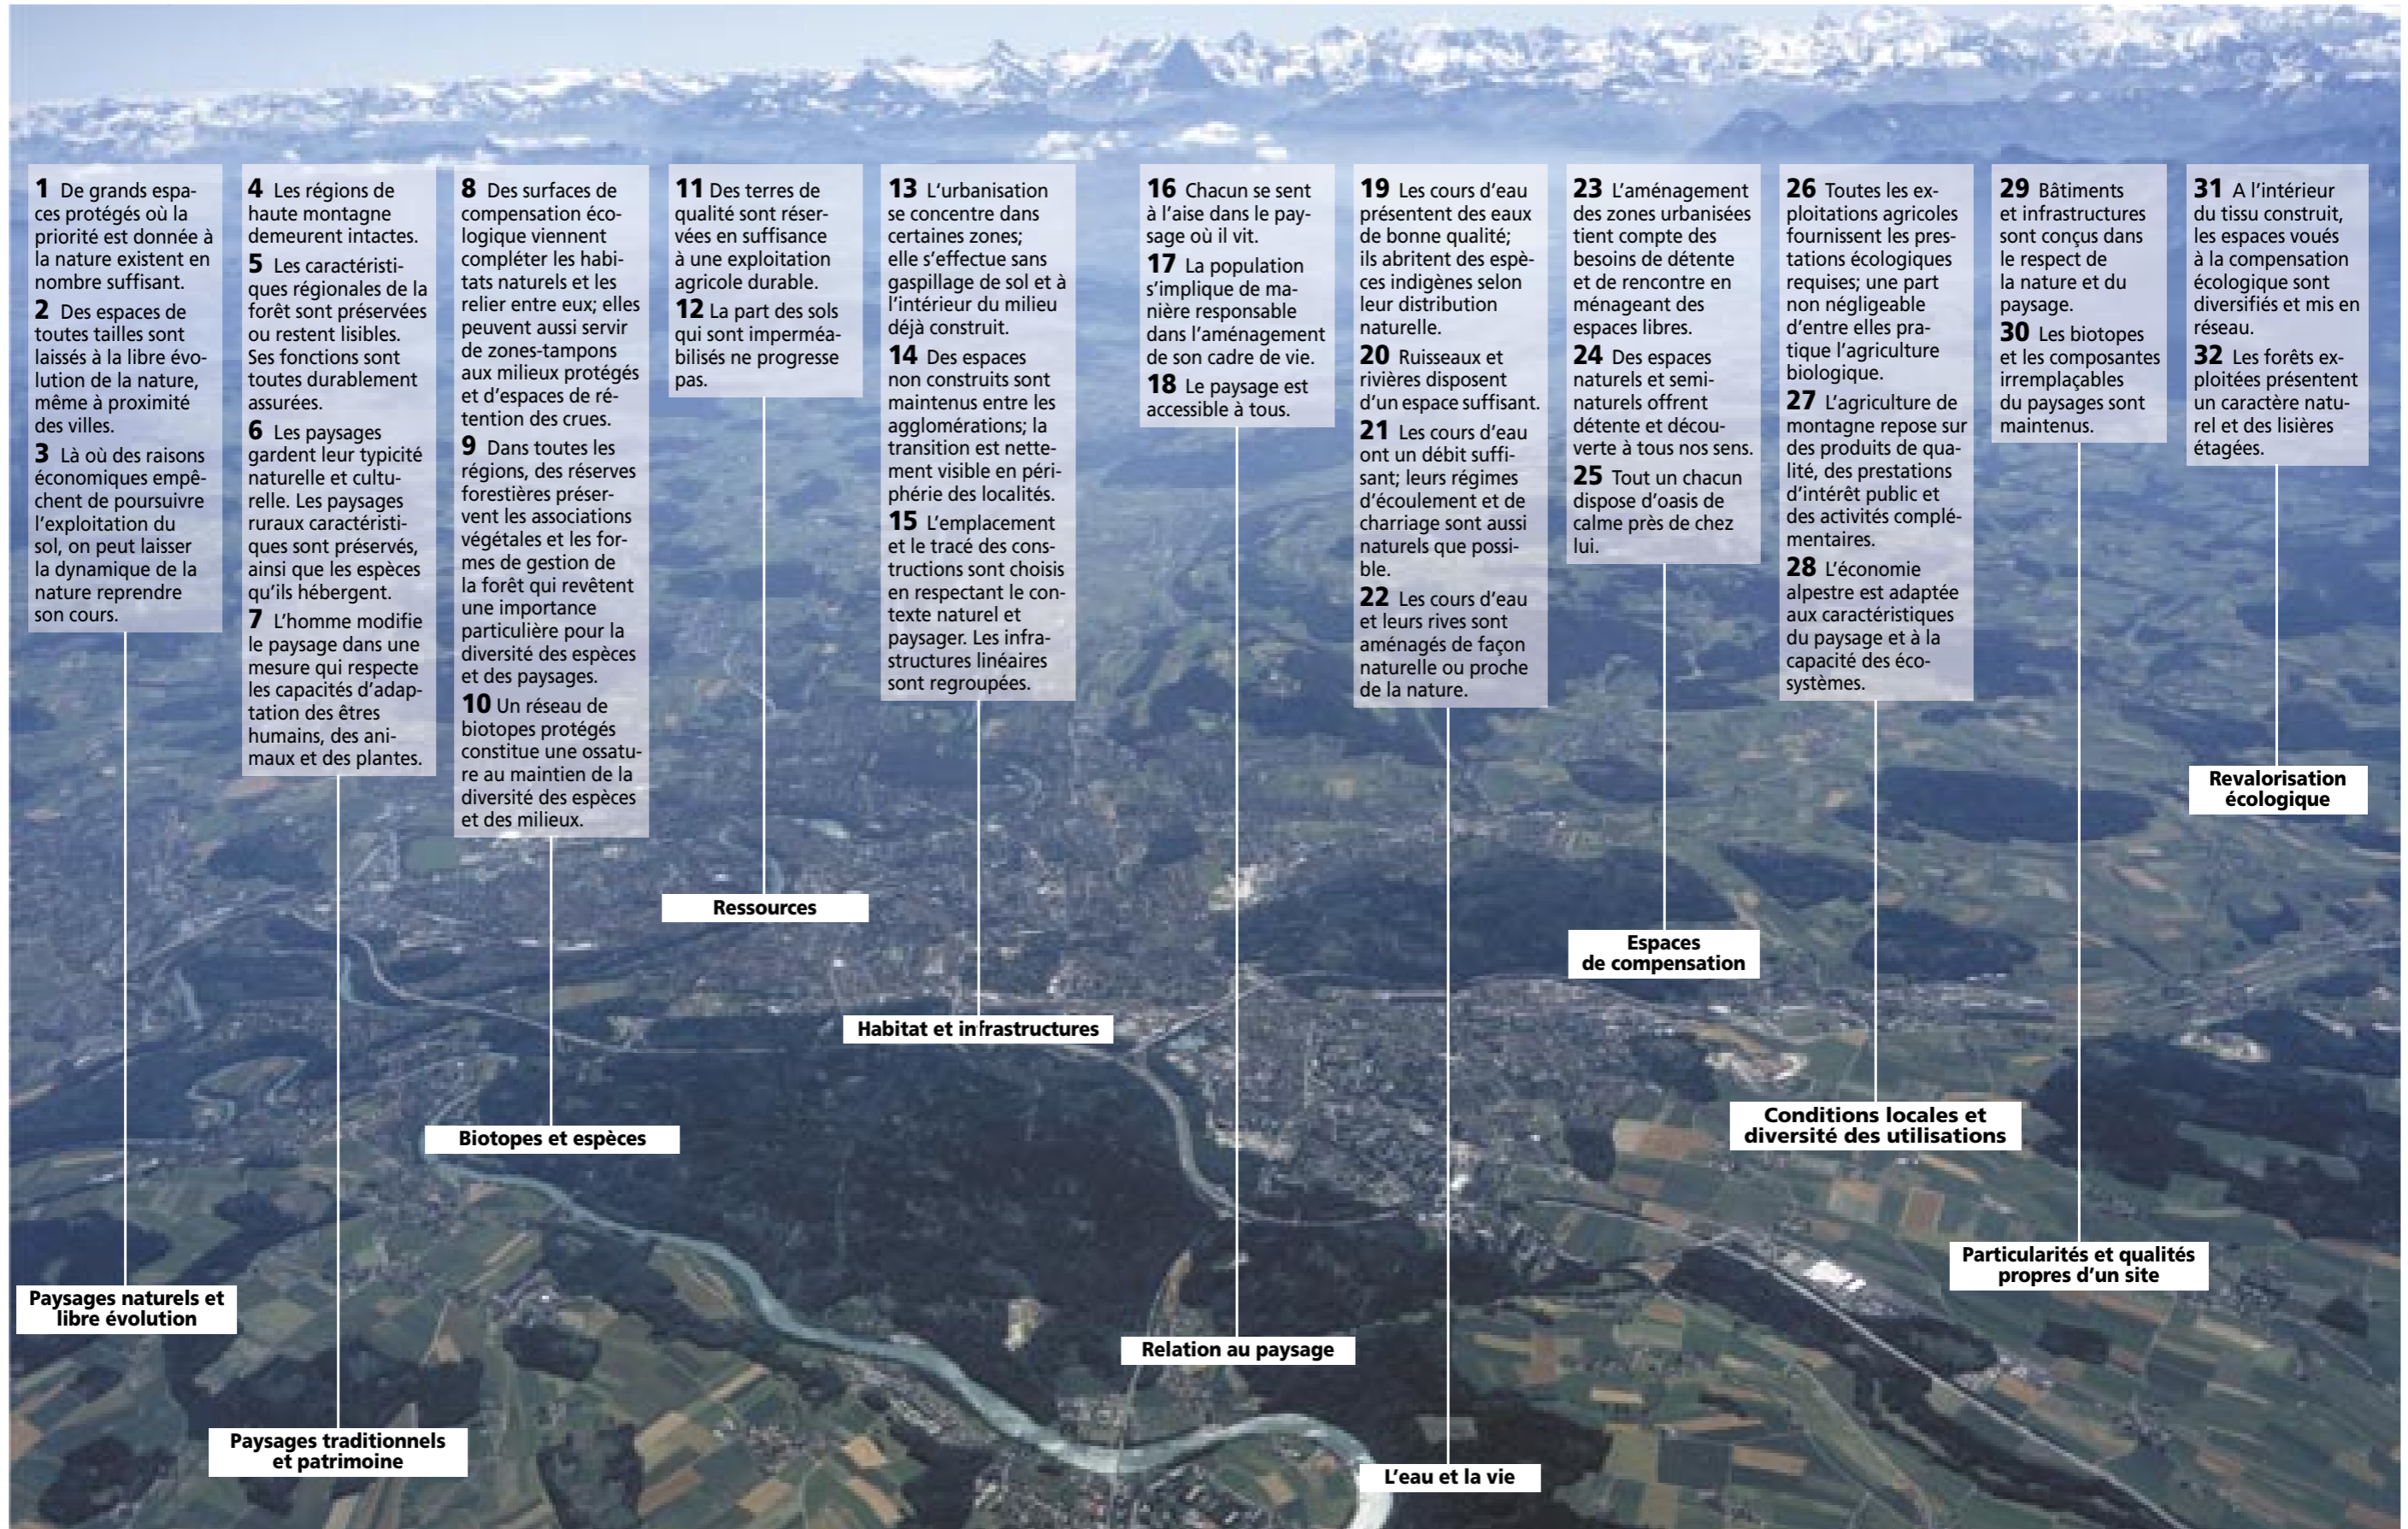 1 De grands espa-
ces protégés où la
priorité est donnée à
la nature existent en
nombre suffisant.
2 Des espaces de
toutes tailles sont
laissés à la libre évo-
lution de la nature,
même à proximité
des villes.
3 Là où des raisons
économiques empê-
chent de poursuivre
l'exploitation du
sol, on peut laisser
la dynamique de la
nature reprendre
son cours.
Paysages naturels et
libre évolution
4 Les régions de
haute montagne
demeurent intactes.
5 Les caractéristi-
ques régionales de la
forêt sont préservées
ou restent lisibles.
Ses fonctions sont
toutes durablement
assurées.
6 Les paysages
gardent leur typicité
naturelle et cultu-
relle. Les paysages
ruraux caractéristi-
ques sont préservés,
ainsi que les espèces
qu'ils hébergent.
7 L'homme modifie
le paysage dans une
mesure qui respecte
les capacités d'adap-
tation des êtres
humains, des ani-
maux et des plantes.
Paysages traditionnels
et patrimoine
8 Des surfaces de
compensation éco-
logique viennent
compléter les habi-
tats naturels et les
relier entre eux; elles
peuvent aussi servir
de zones-tampons
aux milieux protégés
et d'espaces de ré-
tention des crues.
9 Dans toutes les
régions, des réserves
forestières préser-
vent les associations
végétales et les for-
mes de gestion de
la forêt qui revêtent
une importance
particulière pour la
diversité des espèces
et des paysages.
10 Un réseau de
biotopes protégés
constitue une ossatu-
re au maintien de la
diversité des espèces
et des milieux.
Biotopes et espèces
11 Des terres de
qualité sont réser-
vées en suffisance
à une exploitation
agricole durable.
12 La part des sols
qui sont imperméa-
bilisés ne progresse
pas.
Ressources
13 L'urbanisation
se concentre dans
certaines zones;
elle s'effectue sans
gaspillage de sol et à
l'intérieur du milieu
déjà construit.
14 Des espaces
non construits sont
maintenus entre les
agglomérations; la
transition est nette-
ment visible en péri-
phérie des localités.
15 L'emplacement
et le tracé des cons-
tructions sont choisis
en respectant le con-
texte naturel et
paysager. Les infra-
structures linéaires
sont regroupées.
Habitat et infrastructures
16 Chacun se sent
à l'aise dans le pay-
sage où il vit.
17 La population
s'implique de ma-
nière responsable
dans l'aménagement
de son cadre de vie.
18 Le paysage est
accessible à tous.
Relation au paysage
19 Les cours d'eau
présentent des eaux
de bonne qualité;
ils abritent des espè-
ces indigènes selon
leur distribution
naturelle.
20 Ruisseaux et
rivières disposent
d'un espace suffisant.
21 Les cours d'eau
ont un débit suffi-
sant; leurs régimes
d'écoulement et de
charriage sont aussi
naturels que possi-
ble.
22 Les cours d'eau
et leurs rives sont
aménagés de façon
naturelle ou proche
de la nature.
L'eau et la vie
23 L'aménagement
des zones urbanisées
tient compte des
besoins de détente
et de rencontre en
ménageant des
espaces libres.
24 Des espaces
naturels et semi-
naturels offrent
détente et décou-
verte à tous nos sens.
25 Tout un chacun
dispose d'oasis de
calme près de chez
lui.
Espaces
de compensation
26 Toutes les ex-
ploitations agricoles
fournissent les pres-
tations écologiques
requises; une part
non négligeable
d'entre elles pra-
tique l'agriculture
biologique.
27 L'agriculture de
montagne repose sur
des produits de qua-
lité, des prestations
d'intérêt public et
des activités complé-
mentaires.
28 L'économie
alpestre est adaptée
aux caractéristiques
du paysage et à la
capacité des éco-
systèmes.
Conditions locales et
diversité des utilisations
29 Bâtiments
et infrastructures
sont conçus dans
le respect de
la nature et du
paysage.
30 Les biotopes
et les composantes
irremplaçables
du paysages sont
maintenus.
Particularités et qualités
propres d'un site
31 A l'intérieur
du tissu construit,
les espaces voués
à la compensation
écologique sont
diversifiés et mis en
réseau.
32 Les forêts ex-
ploitées présentent
un caractère natu-
rel et des lisières
étagées.
Revalorisation
écologique